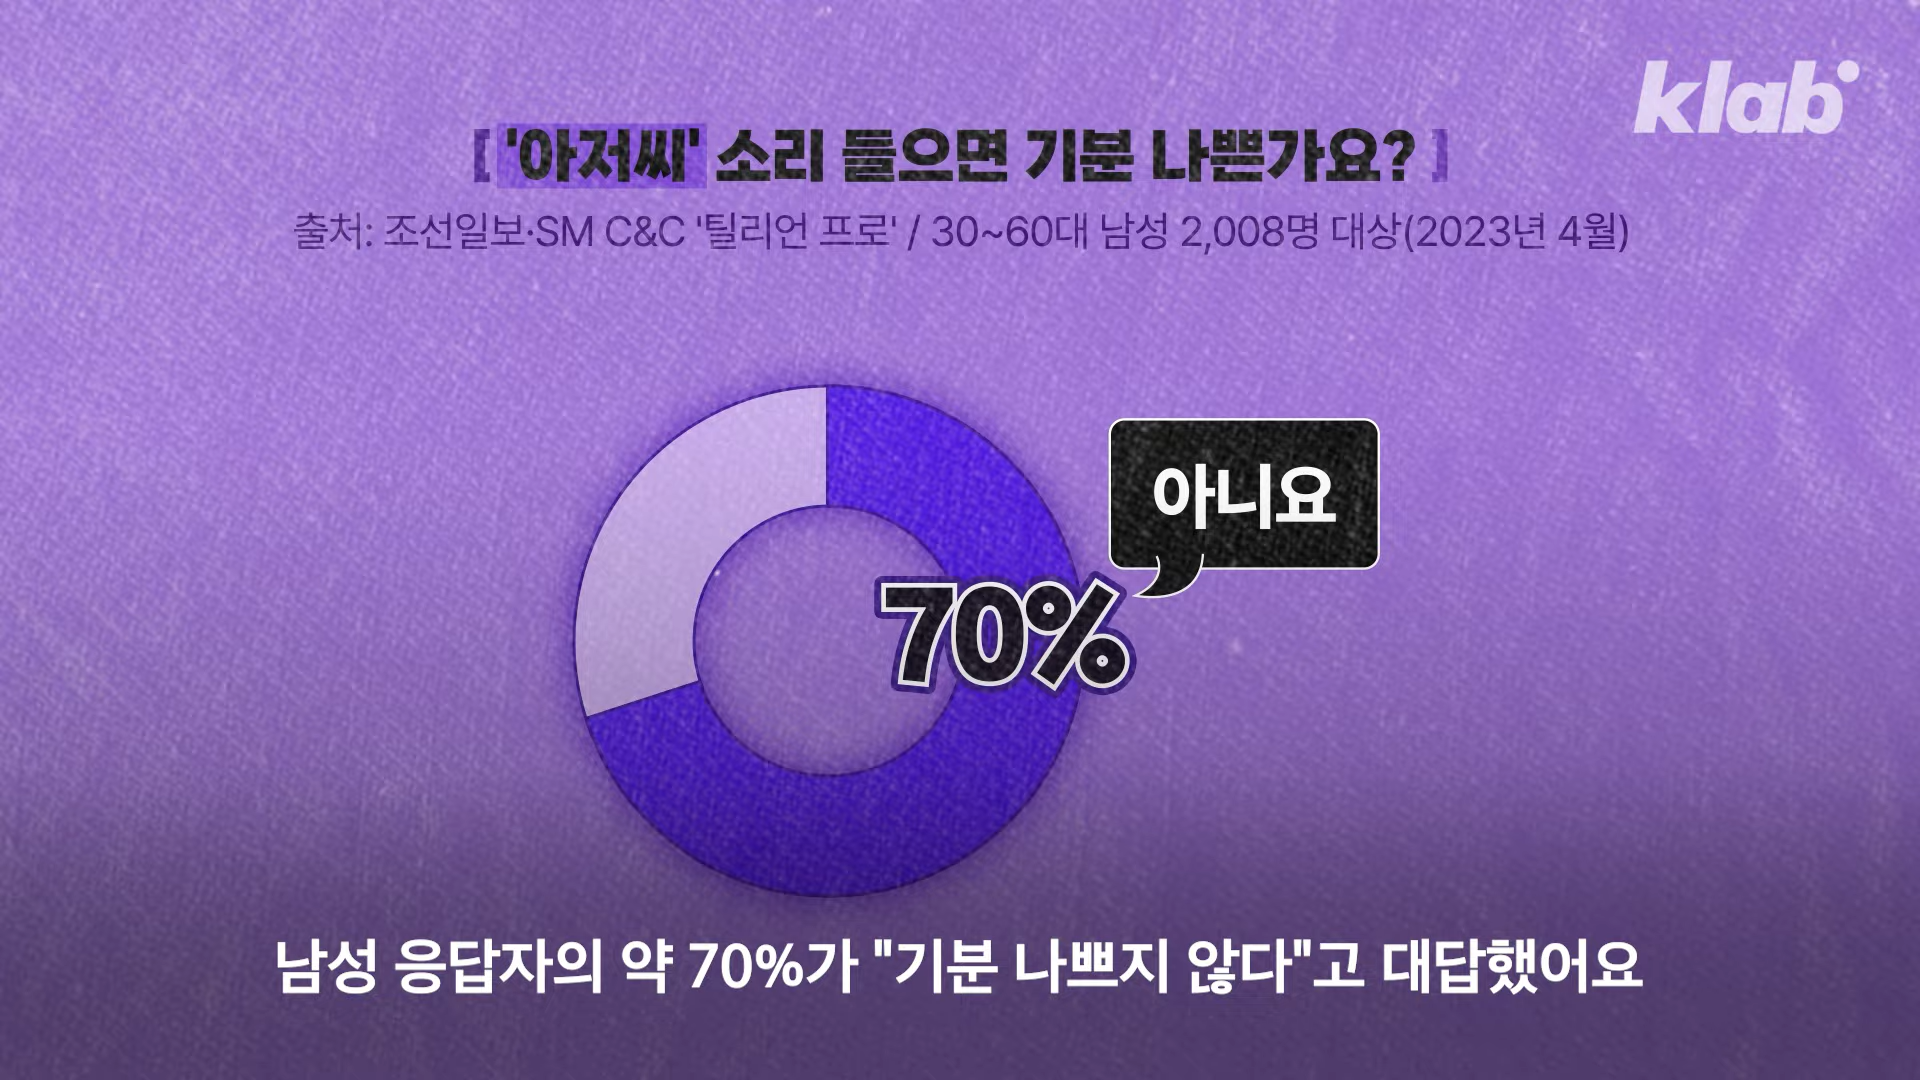 klab
[ '아저씨' 소리 들으면 기분 나쁜가요? ]
출처: 조선일보·SM C&C '틸리언 프로' / 30~60대 남성 2,008명 대상(2023년 4월)
아니요
70%
남성 응답자의 약 70%가 "기분 나쁘지 않다"고 대답했어요